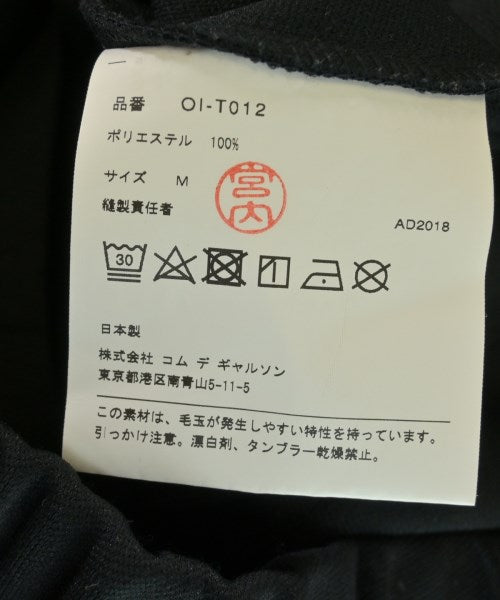 品番 OI-T012
ポリエステル 100%
サイズ M
縫製責任者
宮内
AD2018
30
日本製
株式会社 コム デ ギャルソン
東京都港区南青山5-11-5
この素材は、毛玉が発生しやすい特性を持っています。
引っかけ注意。漂白剤、タンブラー乾燥禁止。